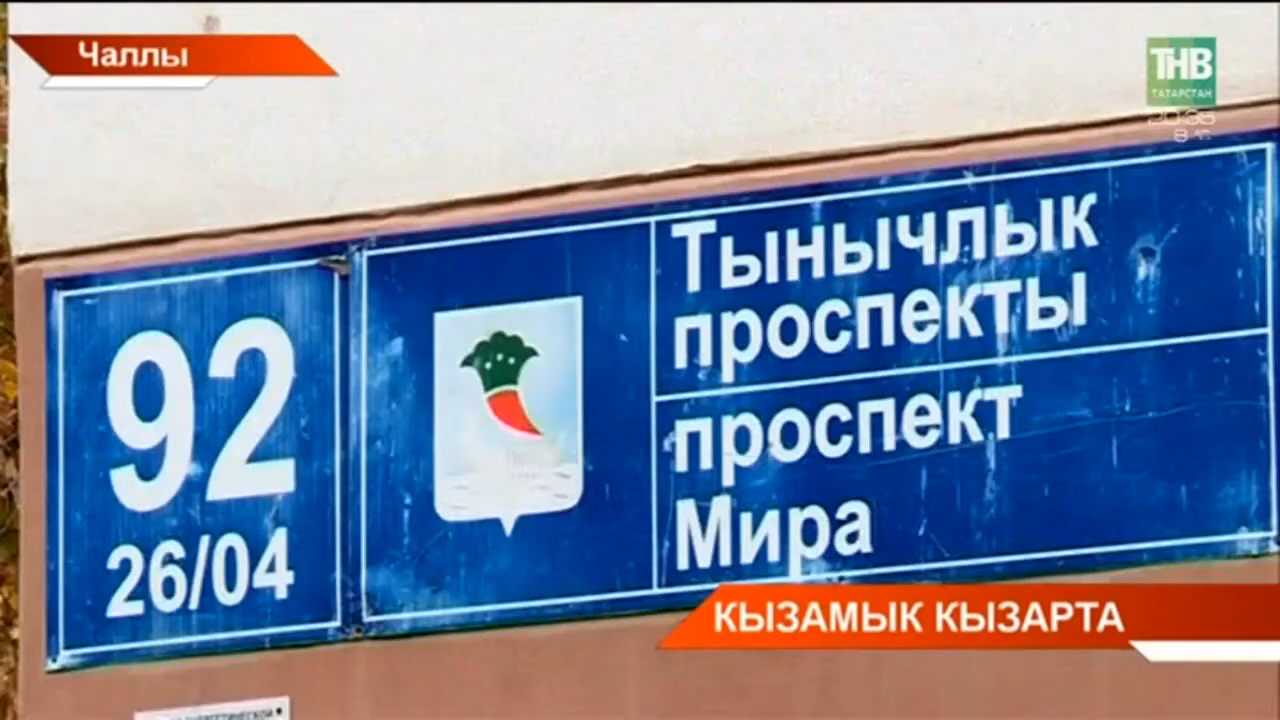 Чаллы
ТНВ
ТАТАРСТАН
Тынычлык
проспекты
проспект
Мира
92
26/04
КЫЗАМЫК КЫЗАРТА